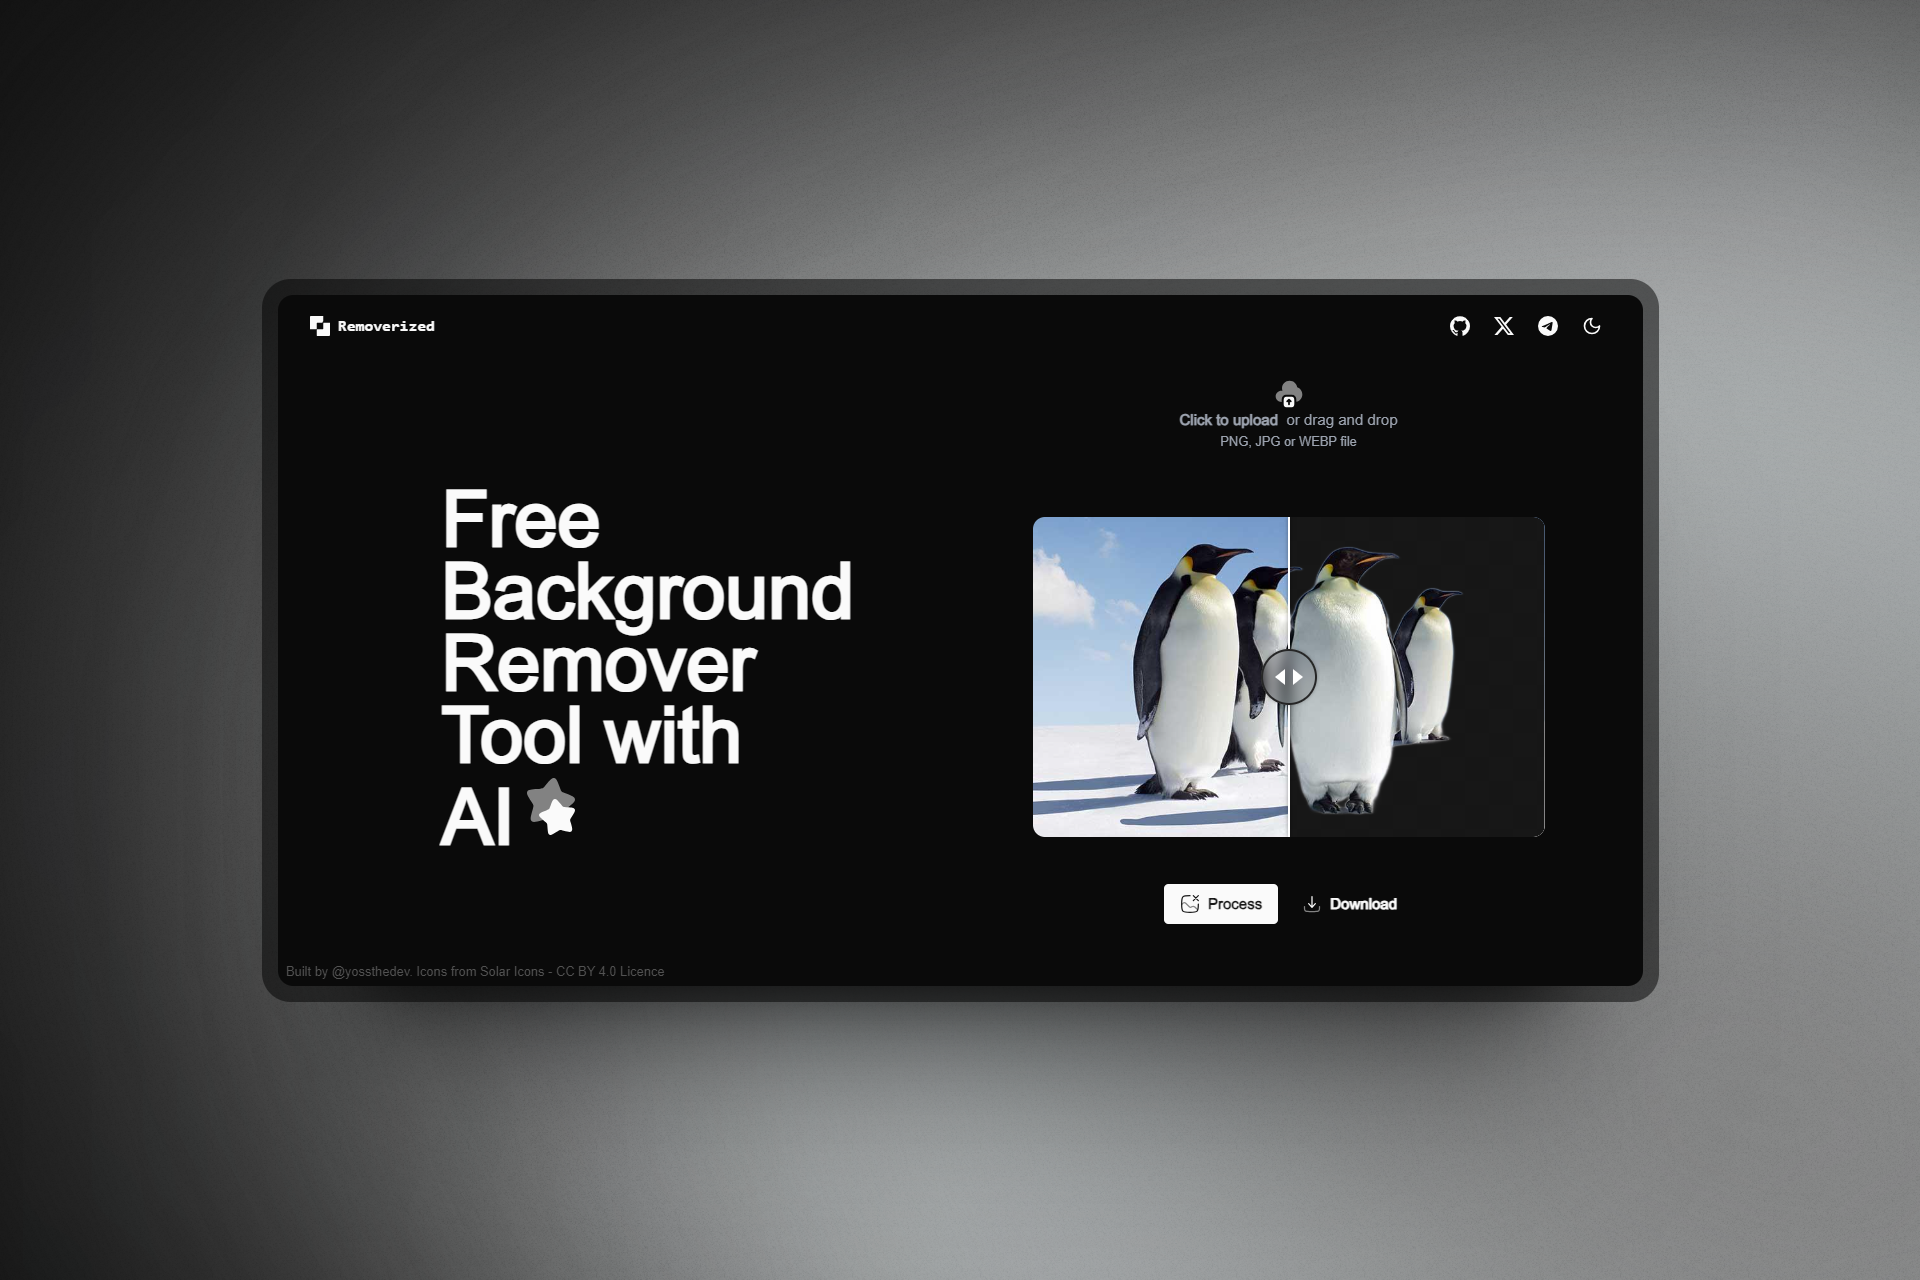 Removerized
Click to upload or drag and drop
PNG, JPG or WEBP file
Free
Background
Remover
Tool with
AI
Process
Download
Built by @yossthedev. Icons from Solar Icons - CC BY 4.0 Licence